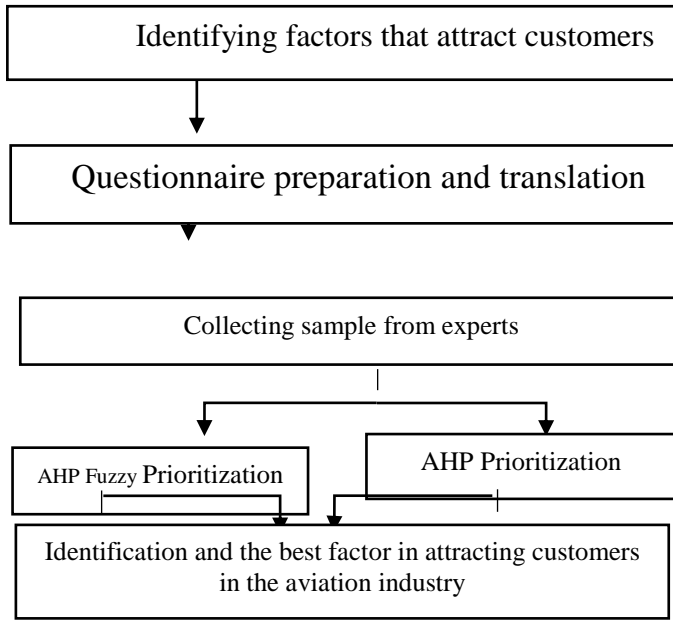 Identifying factors that attract customers
Questionnaire preparation and translation
Collecting sample from experts
AHP Fuzzy Prioritization
AHP Prioritization
Identification and the best factor in attracting customers
in the aviation industry